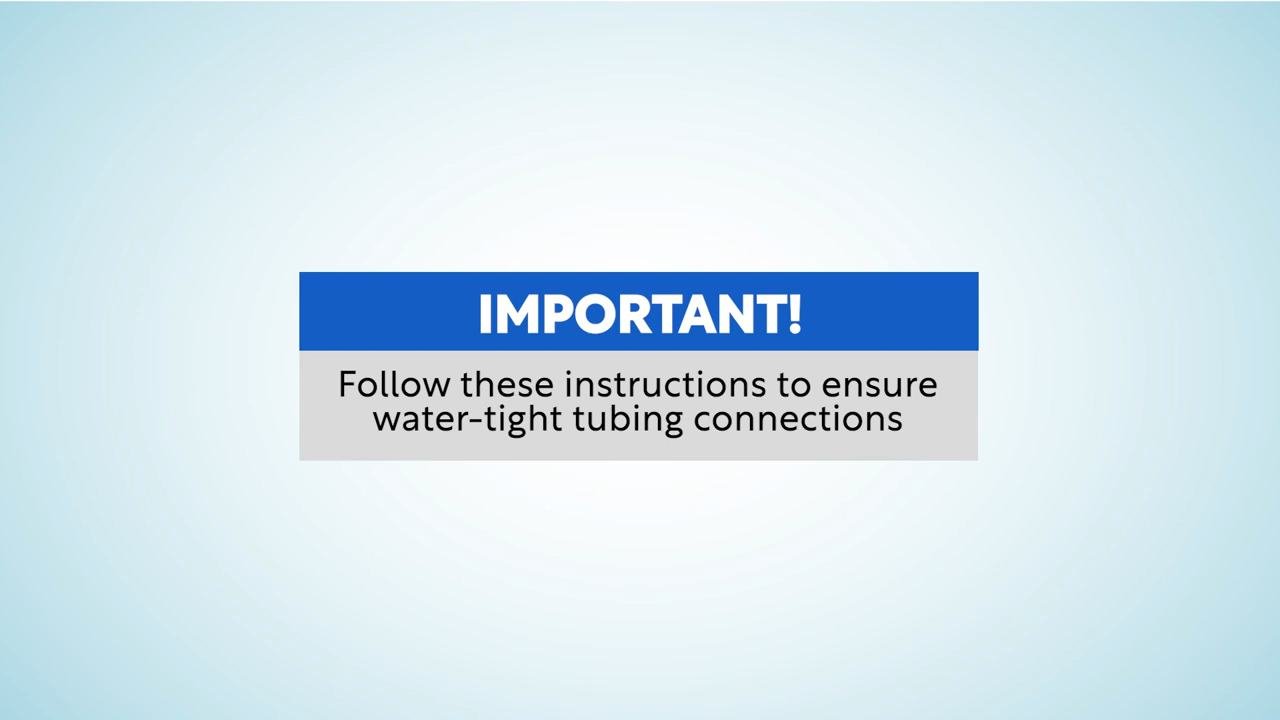 IMPORTANT!
Follow these instructions to ensure
water-tight tubing connections